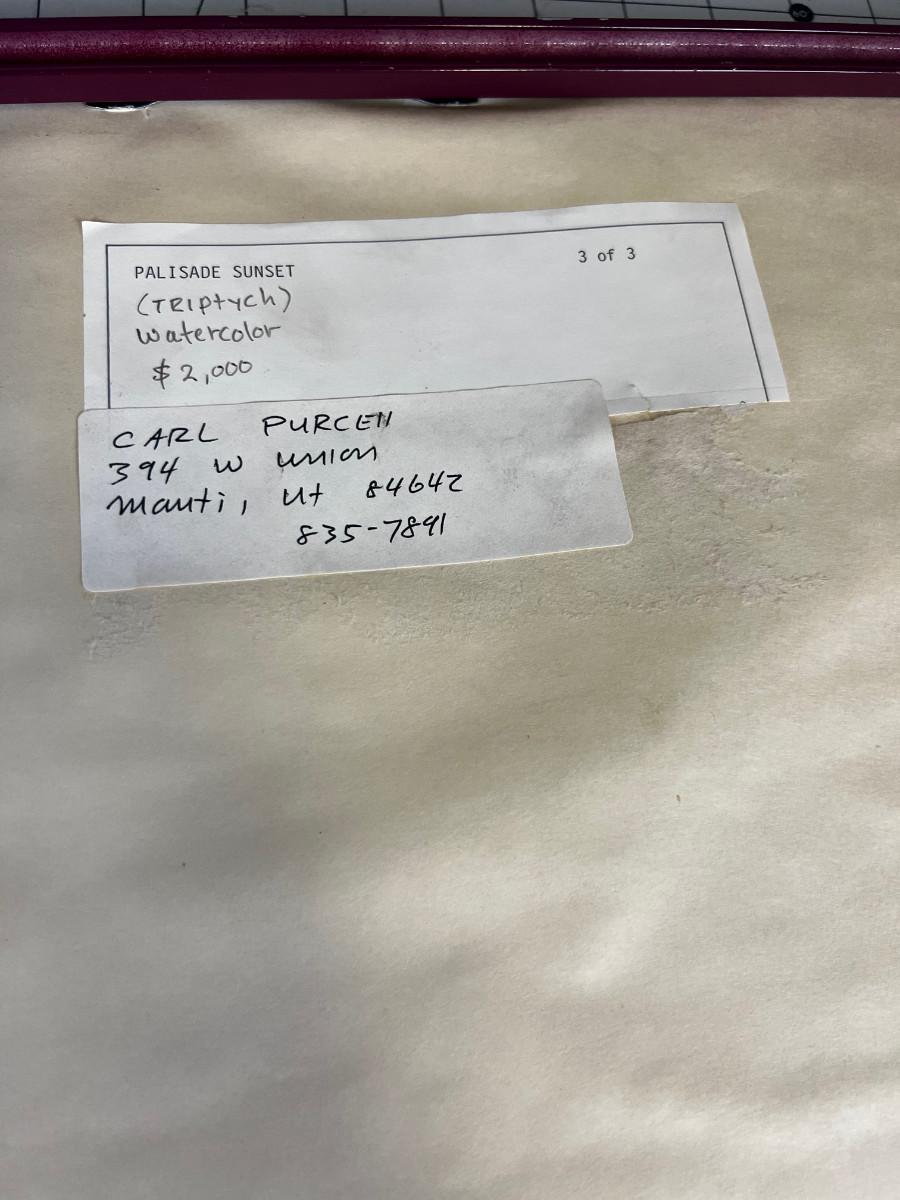 PALISADE SUNSET
3 of 3
(TRIPtych)
Watercolor
$2,000
CARL PURCEll
394 W union
manti, Ut 84642
835-7891